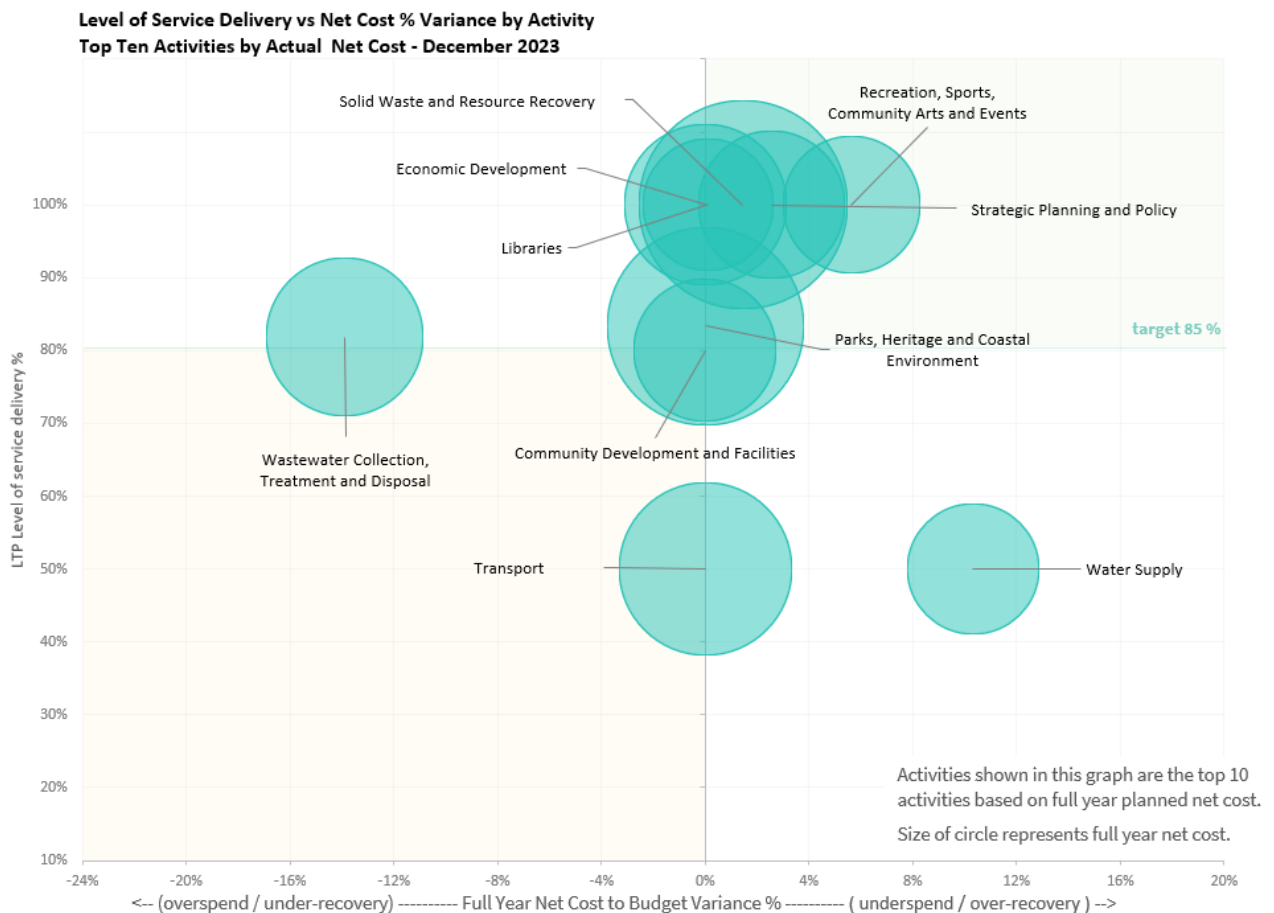 Level of Service Delivery vs Net Cost % Variance by Activity
Top Ten Activities by Actual  Net Cost - December 2023
Solid Waste and Resource Recovery
Recreation, Sports,
Community Arts and Events
Economic Development
Strategic Planning and Policy
Libraries
target 85 %
Parks, Heritage and Coastal
Environment
Wastewater Collection,
Treatment and Disposal
Community Development and Facilities
Transport
Water Supply
LTP Level of service delivery %
100%
90%
80%
70%
60%
50%
40%
30%
20%
10%
Activities shown in this graph are the top 10
activities based on full year planned net cost.
Size of circle represents full year net cost.
-24% -20% -16% -12% -8% -4% 0% 4% 8% 12% 16% 20%
<-- (overspend / under-recovery) ---------- Full Year Net Cost to Budget Variance % ---------- ( underspend / over-recovery ) -->